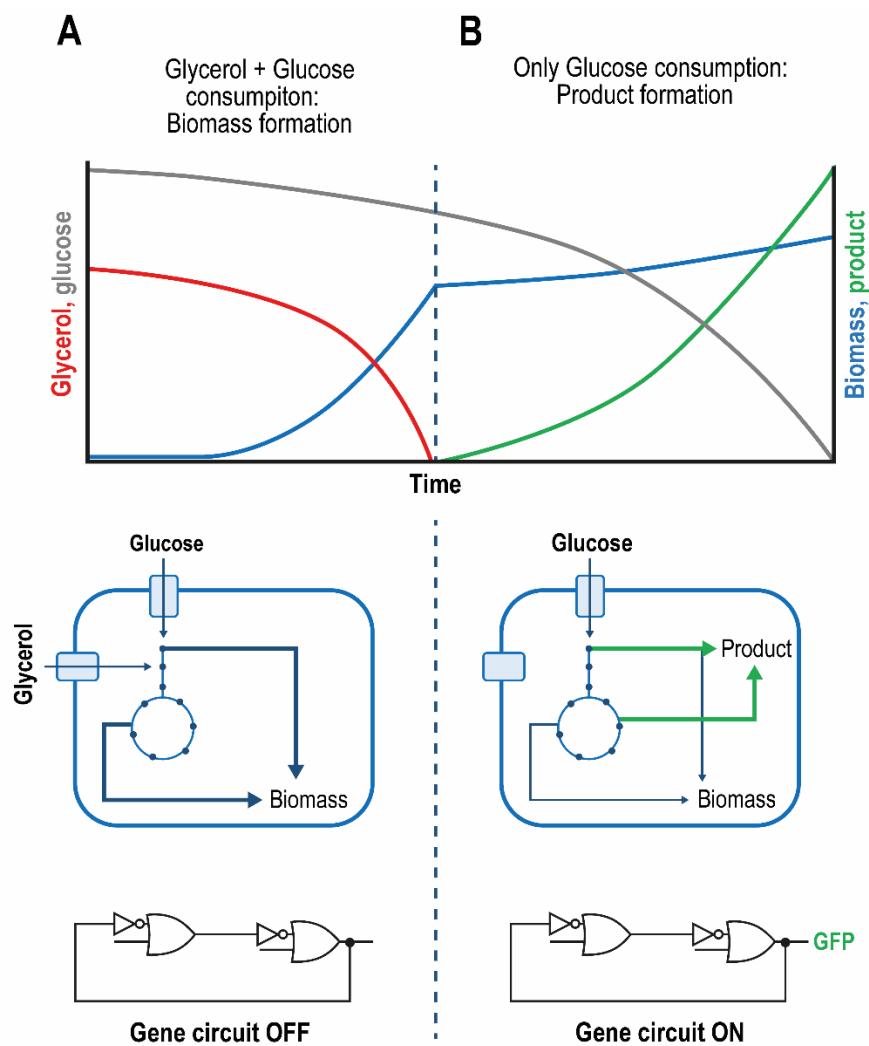 A
B
Glycerol + Glucose
consumpiton:
Biomass formation
Only Glucose consumption:
Product formation
Glycerol, glucose
Biomass, product
Time
Glucose
Glucose
Glycerol
Product
Biomass
Biomass
GFP
Gene circuit OFF
Gene circuit ON